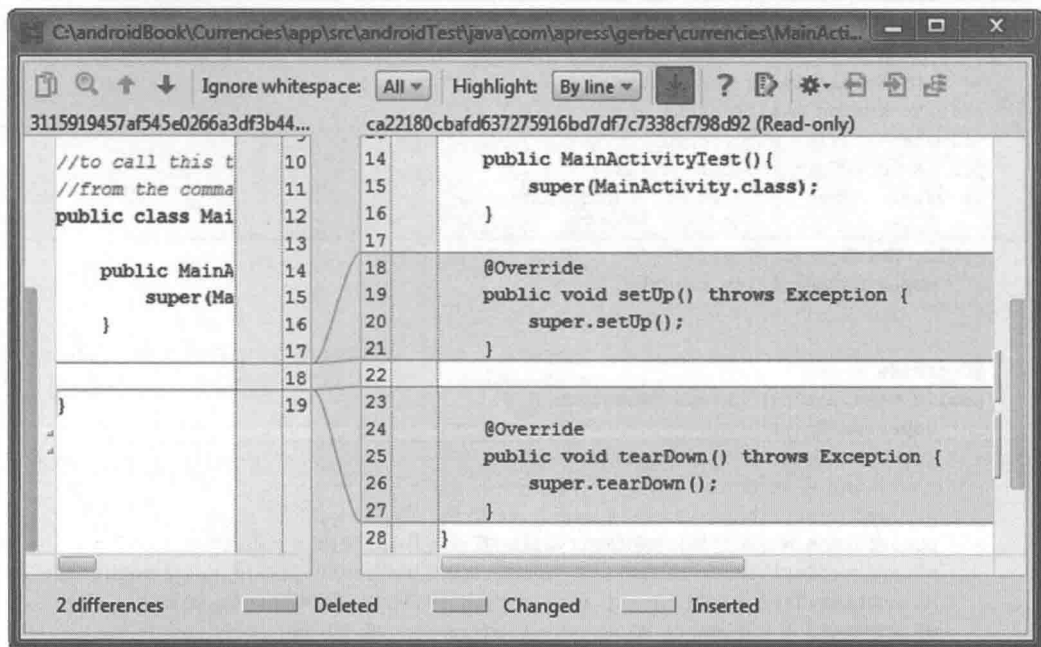 C:\androidBook\Currencies\app\src\androidTest\java\com\apress\gerber\currencies\MainActi...
Ignore whitespace: All Highlight: By line ?
3115919457af545e0266a3df3b44... ca22180cbafd637275916bd7df7c7338cf798d92 (Read-only)
//to call this t 10
//from the comma 11
public class Mai 12
13
public MainA 14
super(Ma 15
} 16
17
18
} 19
14 public MainActivityTest(){
15 super(MainActivity.class);
16 }
17
18 @Override
19 public void setUp() throws Exception {
20 super.setUp();
21 }
22
23
24 @Override
25 public void tearDown() throws Exception {
26 super.tearDown();
27 }
28 }
2 differences Deleted Changed Inserted